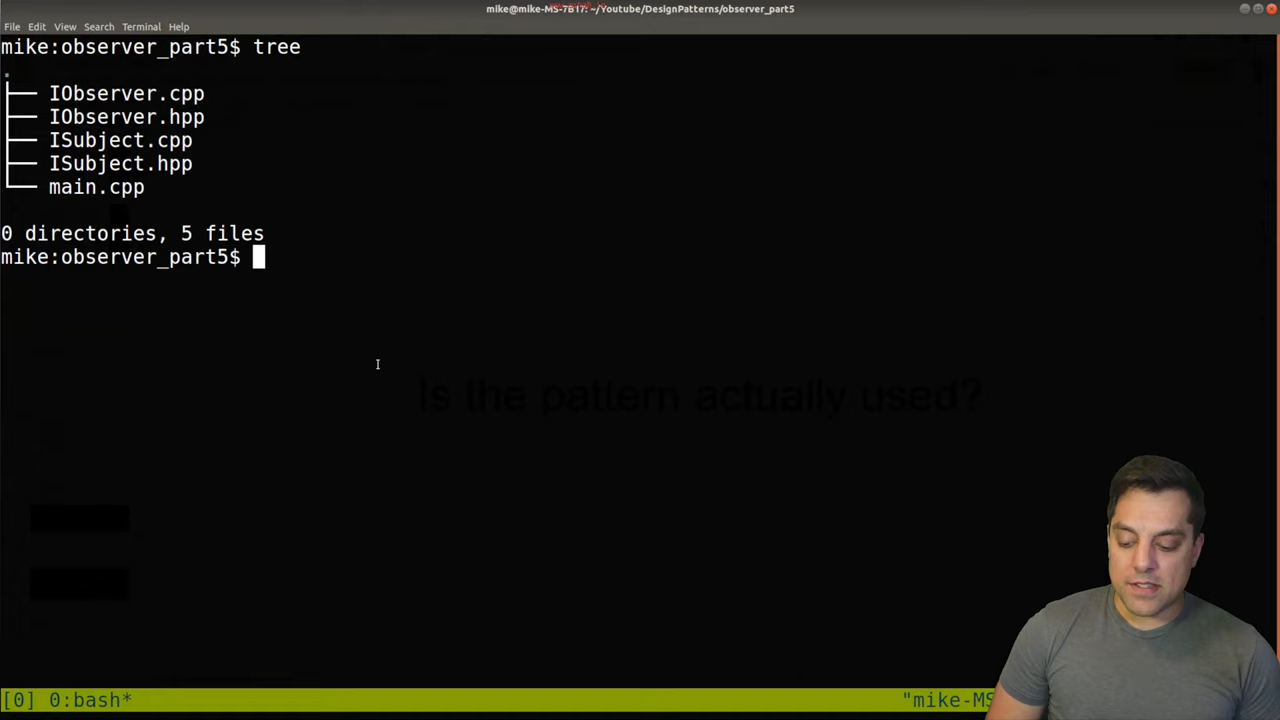 mike@mike-MS-7B17: ~/Youtube/DesignPatterns/observer_part5
File Edit View Search Terminal Help
mike:observer_part5$ tree
.
├── IObserver.cpp
├── IObserver.hpp
├── ISubject.cpp
├── ISubject.hpp
└── main.cpp
0 directories, 5 files
mike:observer_part5$
Is the pattern actually used?
[0] 0:bash* "mike-MS